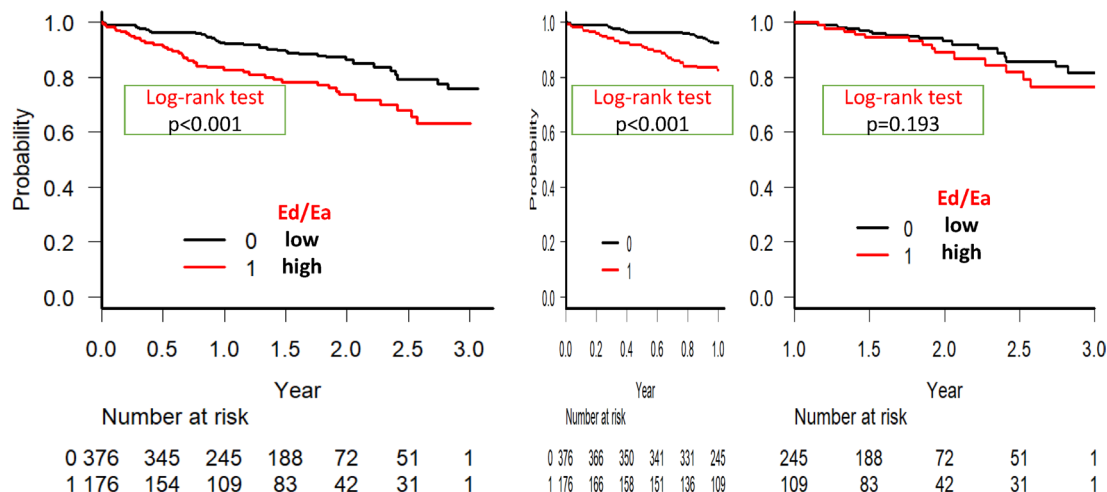 1.0
0.8
0.6
0.4
0.2
0.0
Probability
Log-rank test
p<0.001
Ed/Ea
0 low
1 high
0.0 0.5 1.0 1.5 2.0 2.5 3.0
Year
Number at risk
0 376 345 245 188 72 51 1
1 176 154 109 83 42 31 1
1.0
0.8
0.6
0.4
0.2
0.0
Probability
Log-rank test
p<0.001
0
1
0.0 0.2 0.4 0.6 0.8 1.0
Year
Number at risk
0 376 366 350 341 331 245
1 176 166 158 151 136 109
1.0
0.8
0.6
0.4
0.2
0.0
Log-rank test
p=0.193
Ed/Ea
0 low
1 high
1.0 1.5 2.0 2.5 3.0
Year
Number at risk
245 188 72 51 1
109 83 42 31 1